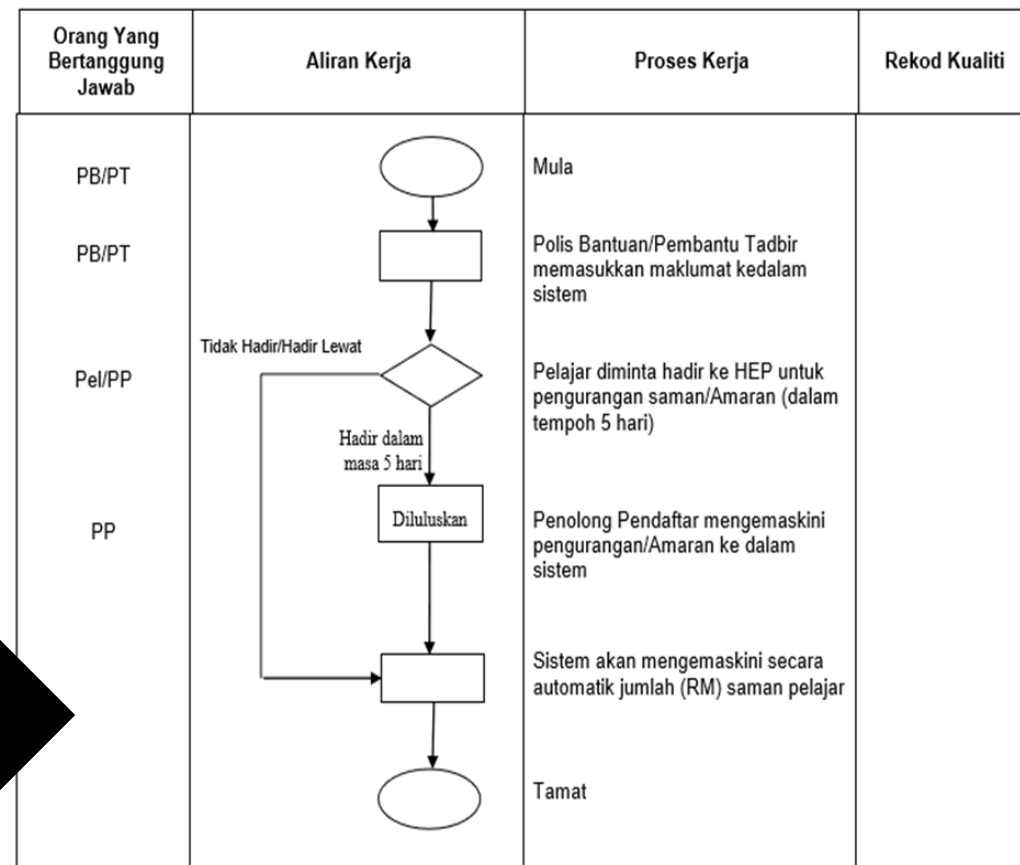 Orang Yang
Bertanggung
Jawab
Aliran Kerja
Proses Kerja
Rekod Kualiti
PB/PT
Mula
PB/PT
Polis Bantuan/Pembantu Tadbir
memasukkan maklumat kedalam
sistem
Tidak Hadir/Hadir Lewat
Pel/PP
Pelajar diminta hadir ke HEP untuk
pengurangan saman/Amaran (dalam
tempoh 5 hari)
Hadir dalam
masa 5 hari
PP
Diluluskan
Penolong Pendaftar mengemaskini
pengurangan/Amaran ke dalam
sistem
Sistem akan mengemaskini secara
automatik jumlah (RM) saman pelajar
Tamat